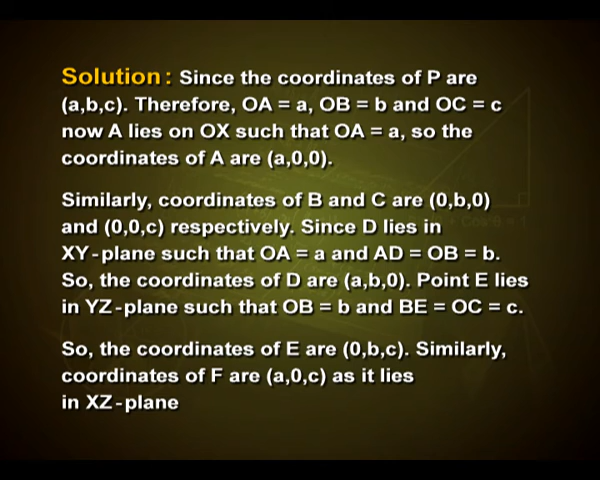 Solution : Since the coordinates of P are
(a,b,c). Therefore, OA = a, OB = b and OC = c
now A lies on OX such that OA = a, so the
coordinates of A are (a,0,0).
Similarly, coordinates of B and C are (0,b,0)
and (0,0,c) respectively. Since D lies in
XY-plane such that OA = a and AD = OB = b.
So, the coordinates of D are (a,b,0). Point E lies
in YZ-plane such that OB = b and BE = OC = c.
So, the coordinates of E are (0,b,c). Similarly,
coordinates of F are (a,0,c) as it lies
in XZ-plane